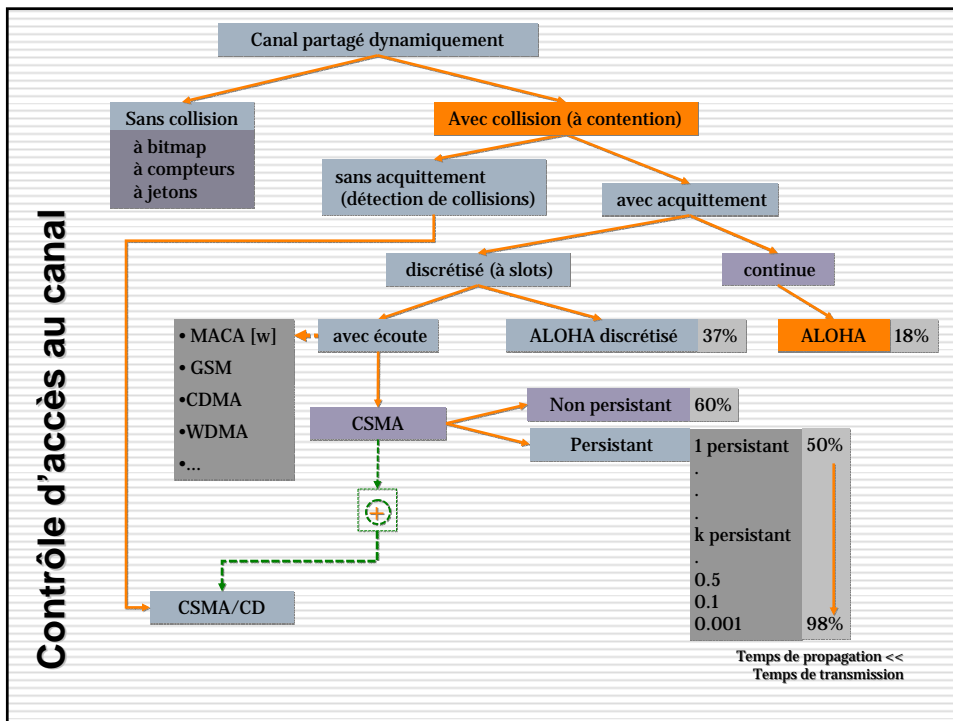 Contrôle d'accès au canal
Canal partagé dynamiquement
Sans collision
à bitmap
à compteurs
à jetons
Avec collision (à contention)
sans acquittement
(détection de collisions)
avec acquittement
discrétisé (à slots)
continue
• MACA [w]
• GSM
•CDMA
•WDMA
•...
avec écoute
ALOHA discrétisé 37%
ALOHA 18%
CSMA
Non persistant 60%
Persistant
1 persistant 50%
.
.
.
k persistant
.
0.5
0.1
0.001 98%
+
CSMA/CD
Temps de propagation <<
Temps de transmission